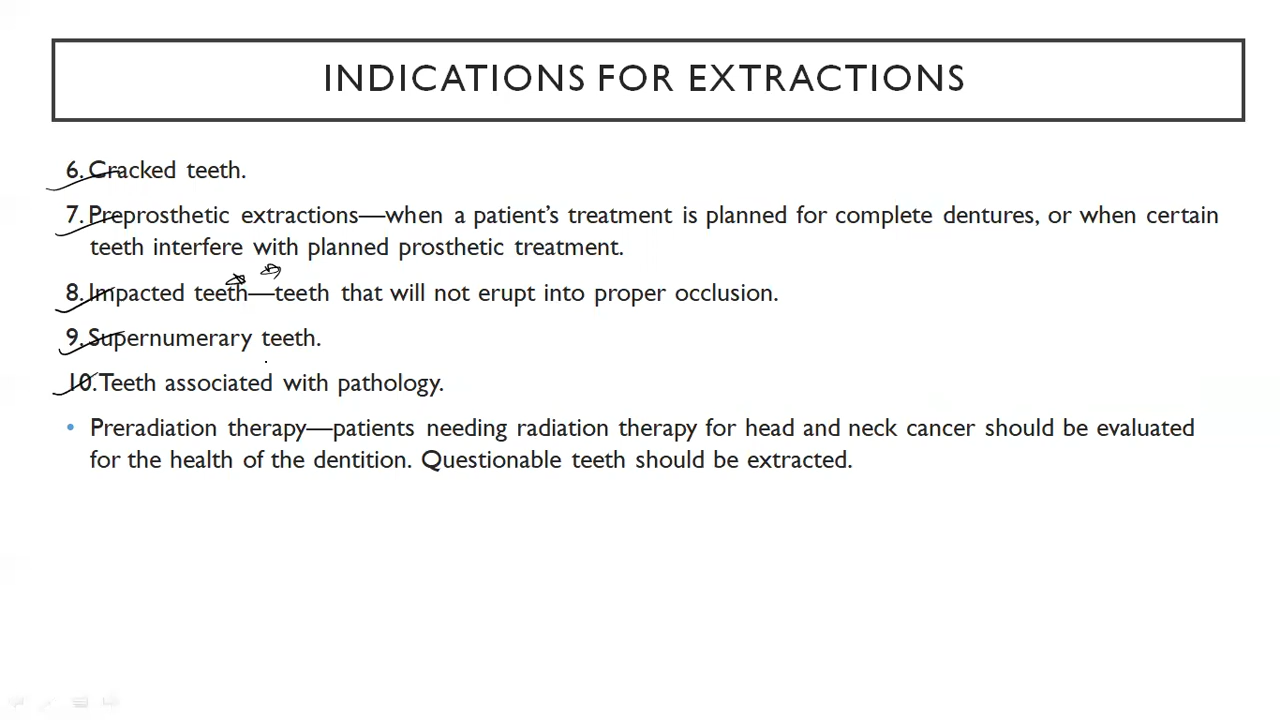 INDICATIONS FOR EXTRACTIONS
6. Cracked teeth.
7. Preprosthetic extractions—when a patient's treatment is planned for complete dentures, or when certain
teeth interfere with planned prosthetic treatment.
8. Impacted teeth—teeth that will not erupt into proper occlusion.
9. Supernumerary teeth.
10. Teeth associated with pathology.
• Preradiation therapy—patients needing radiation therapy for head and neck cancer should be evaluated
for the health of the dentition. Questionable teeth should be extracted.